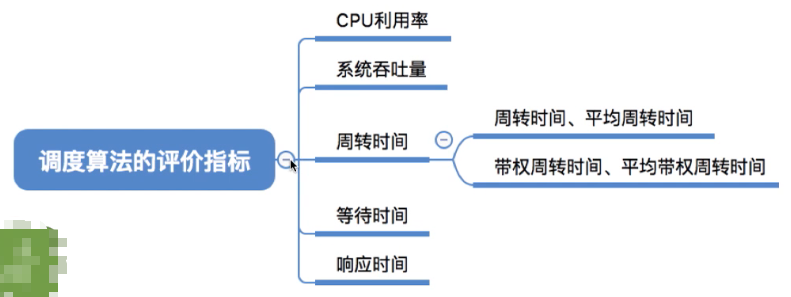 CPU利用率
系统吞吐量
调度算法的评价指标
周转时间
周转时间、平均周转时间
带权周转时间、平均带权周转时间
等待时间
响应时间